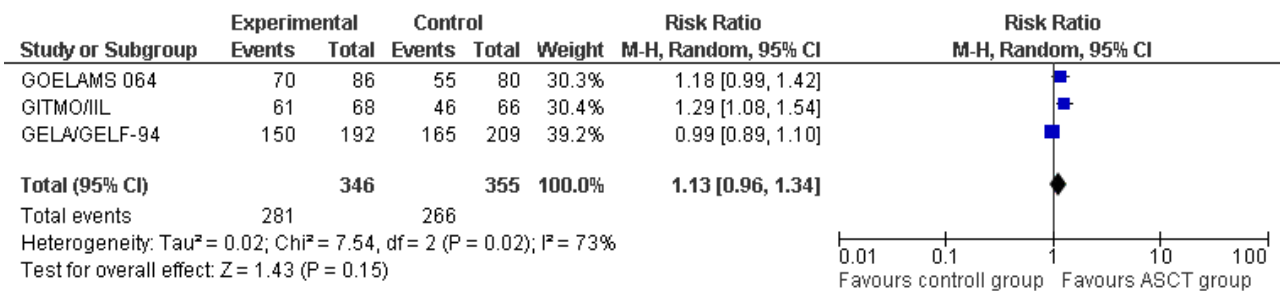 Experimental Control Risk Ratio Risk Ratio
Study or Subgroup Events Total Events Total Weight M-H, Random, 95% CI M-H, Random, 95% CI
GOELAMS 064 70 86 55 80 30.3% 1.18 [0.99, 1.42]
GITMO/IIL 61 68 46 66 30.4% 1.29 [1.08, 1.54]
GELA/GELF-94 150 192 165 209 39.2% 0.99 [0.89, 1.10]
Total (95% CI) 346 355 100.0% 1.13 [0.96, 1.34]
Total events 281 266
Heterogeneity: Tau² = 0.02; Chi² = 7.54, df = 2 (P = 0.02); I² = 73%
Test for overall effect: Z = 1.43 (P = 0.15)
0.01 0.1 1 10 100
Favours controll group Favours ASCT group